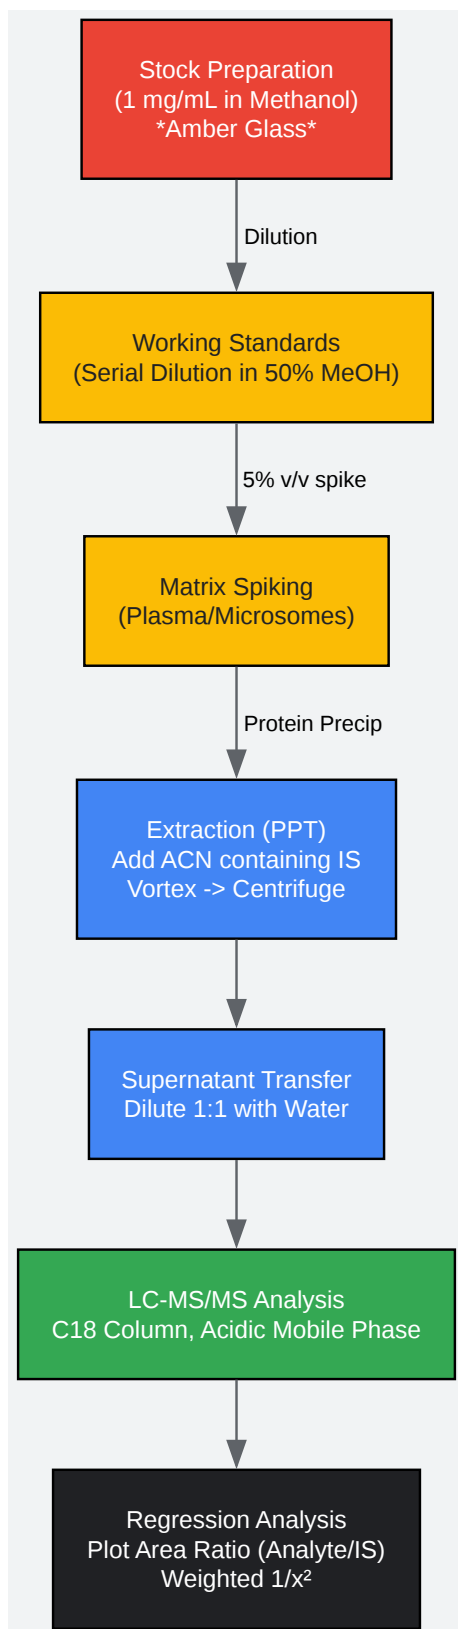 Stock Preparation
(1 mg/mL in Methanol)
*Amber Glass*
Dilution
Working Standards
(Serial Dilution in 50% MeOH)
5% v/v spike
Matrix Spiking
(Plasma/Microsomes)
Protein Precip
Extraction (PPT)
Add ACN containing IS
Vortex -> Centrifuge
Supernatant Transfer
Dilute 1:1 with Water
LC-MS/MS Analysis
C18 Column, Acidic Mobile Phase
Regression Analysis
Plot Area Ratio (Analyte/IS)
Weighted 1/x²